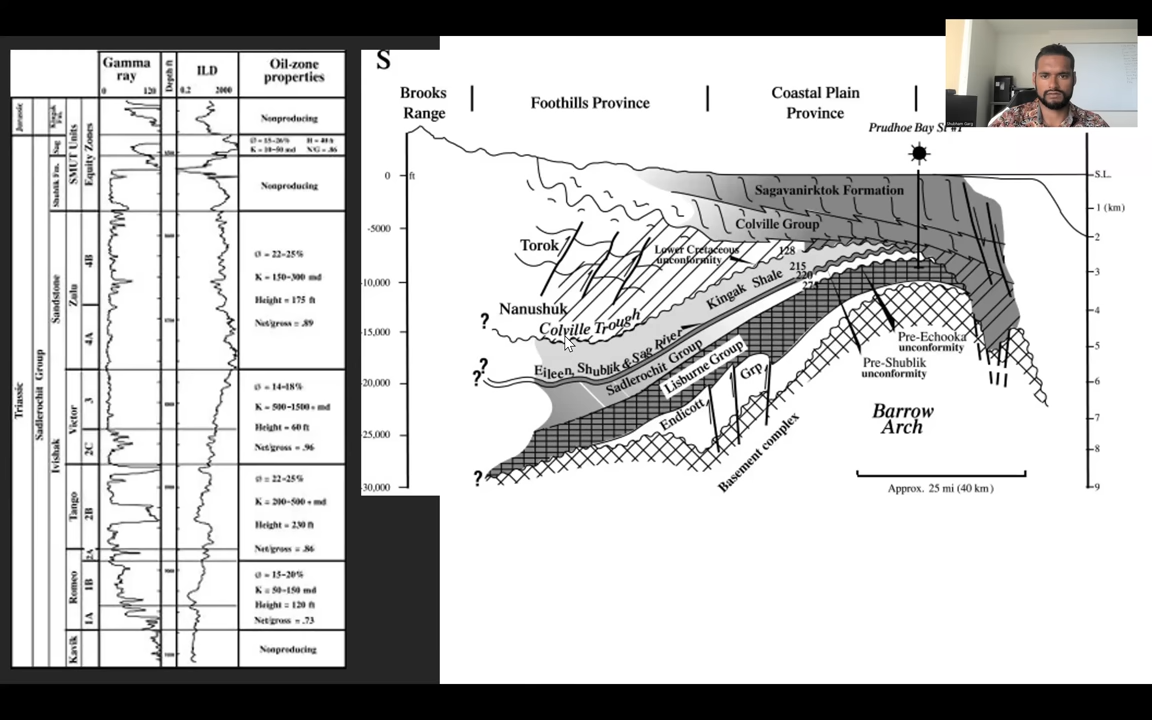 Gamma
ray
0 120
Depth ft
ILD
0.2 2000
Oil-zone
properties
Jurassic
Kingak
Fm.
Nonproducing
Sag
SMUT Units
Equity Zones
Ø = 15-26% H = 40 ft
K = 10-50 md N/G = .86
Shublik Fm.
Nonproducing
Triassic
Sadlerochit Group
Ivishak
Sandstone
Zulu
4B
4A
Ø = 22-25%
K = 150-300 md
Height = 175 ft
Net/gross = .89
Victor
3
2C
Ø = 14-18%
K = 500-1500+ md
Height = 60 ft
Net/gross = .96
Tango
2B
2A
Ø = 22-25%
K = 200-500+ md
Height = 230 ft
Net/gross = .86
Romeo
1B
1A
Ø = 15-20%
K = 50-150 md
Height = 120 ft
Net/gross = .73
Kavik
Nonproducing
S
Brooks
Range
Foothills Province
Coastal Plain
Province
0
ft
-5000
-10,000
-15,000
-20,000
-25,000
30,000
S.L.
1 (km)
2
3
4
5
6
7
8
9
Sagavanirktok Formation
Colville Group
Torok
Lower Cretaceous
unconformity
128
215
220
Kingak Shale
Nanushuk
Colville Trough
?
?
?
?
Eileen, Shublik & Sag River
Sadlerochit Group
Lisburne Group
Endicott Grp
Basement complex
Pre-Echooka
unconformity
Pre-Shublik
unconformity
Barrow
Arch
Approx. 25 mi (40 km)